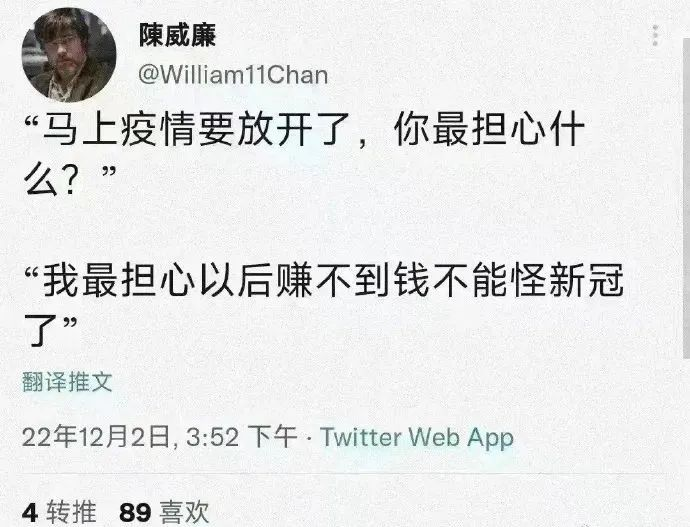 陳威廉
@William11Chan
“马上疫情要放开了，你最担心什
么？”
“我最担心以后赚不到钱不能怪新冠
了”
翻译推文
22年12月2日, 3:52 下午 · Twitter Web App
4 转推 89 喜欢